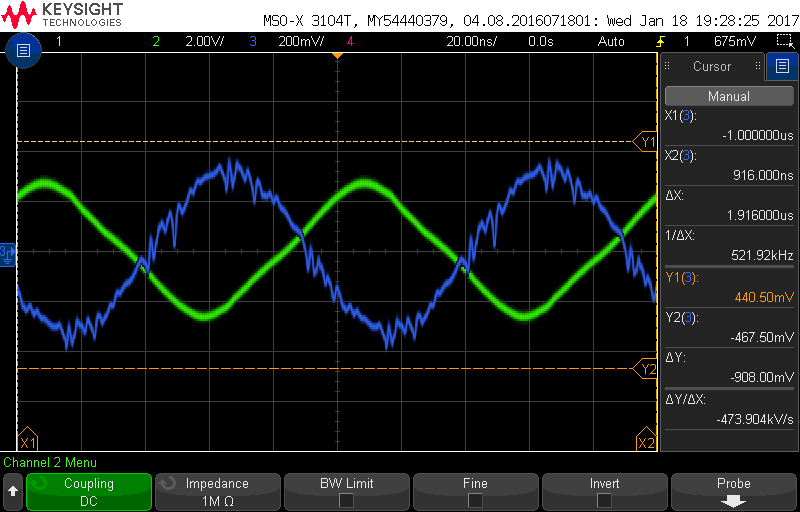 KEYSIGHT
TECHNOLOGIES
MSO-X 3104T, MY54440379, 04.08.2016071801: Wed Jan 18 19:28:25 2017
1 2 2.00V/ 3 200mV/ 4 20.00ns/ 0.0s Auto 1 675mV
Cursor
Manual
X1(3):
-1.000000us
X2(3):
916.000ns
ΔX:
1.916000us
1/ΔX:
521.92kHz
Y1(3):
440.50mV
Y2(3):
-467.50mV
ΔY:
-908.00mV
ΔY/ΔX:
-473.904kV/s
Y1
3
Y2
X1
X2
Channel 2 Menu
Coupling
DC
Impedance
1M Ω
BW Limit
Fine
Invert
Probe